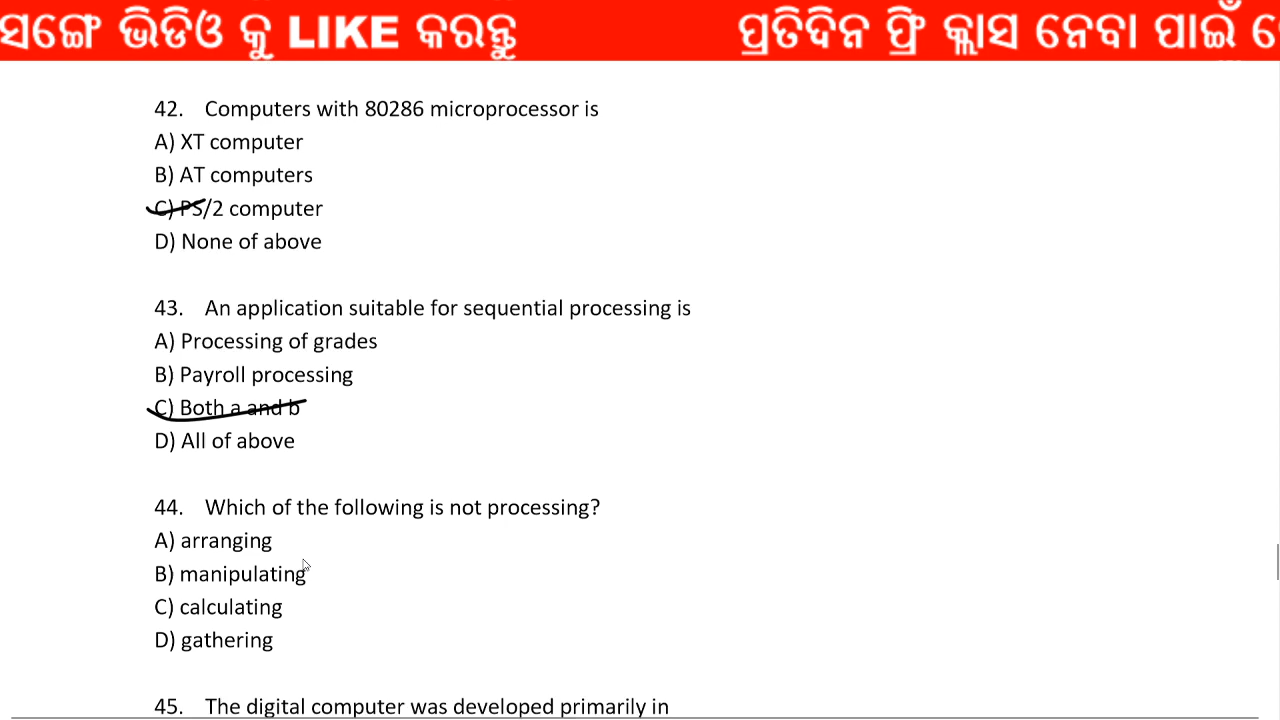 ସଙ୍ଗେ ଭିଡିଓ କୁ LIKE କରନ୍ତୁ ପ୍ରତିଦିନ ଫ୍ରି କ୍ଲାସ ନେବା ପାଇଁ
42. Computers with 80286 microprocessor is
A) XT computer
B) AT computers
C) PS/2 computer
D) None of above
43. An application suitable for sequential processing is
A) Processing of grades
B) Payroll processing
C) Both a and b
D) All of above
44. Which of the following is not processing?
A) arranging
B) manipulating
C) calculating
D) gathering
45. The digital computer was developed primarily in